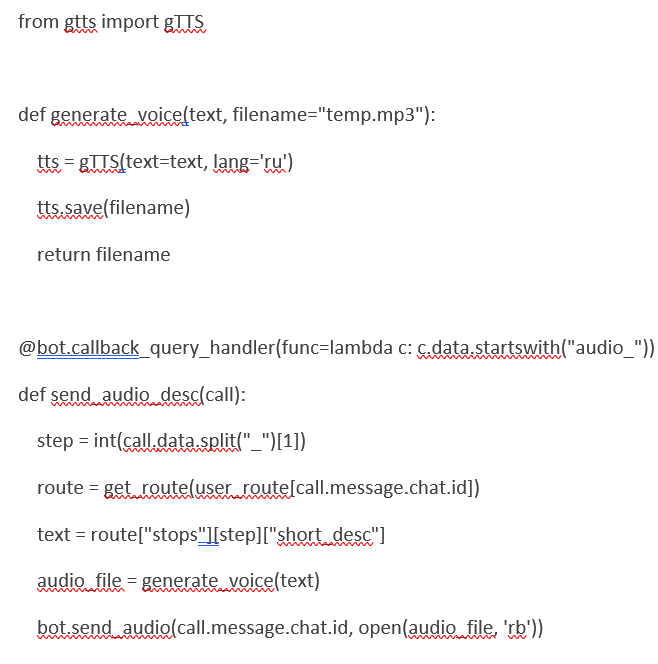 from gtts import gTTS
def generate_voice(text, filename="temp.mp3"):
tts = gTTS(text=text, lang='ru')
tts.save(filename)
return filename
@bot.callback_query_handler(func=lambda c: c.data.startswith("audio_"))
def send_audio_desc(call):
step = int(call.data.split("_")[1])
route = get_route(user_route[call.message.chat.id])
text = route["stops"][step]["short_desc"]
audio_file = generate_voice(text)
bot.send_audio(call.message.chat.id, open(audio_file, 'rb'))